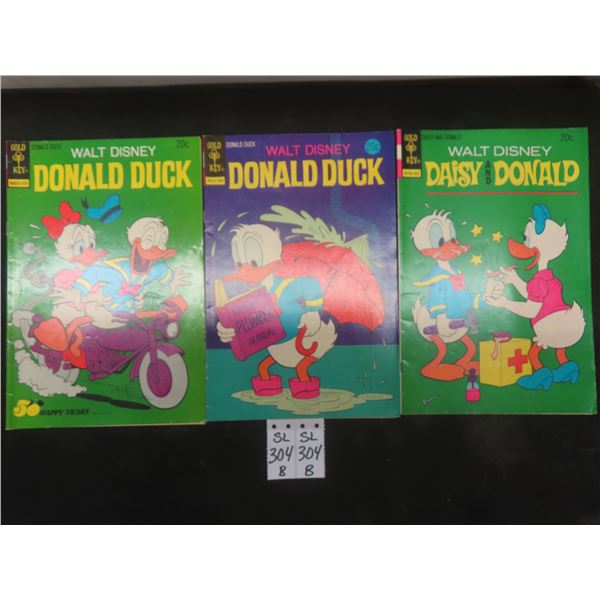 GOLD
KEY
DONALD DUCK
20¢
WALT DISNEY
DONALD DUCK
50 HAPPY YEARS
GOLD
KEY
DONALD DUCK
20¢
WALT DISNEY
DONALD DUCK
PLUMBING
MANUAL
GOLD
KEY
DAISY AND DONALD
20¢
WALT DISNEY
DAISY AND DONALD
SL
304
B
SL
304
B